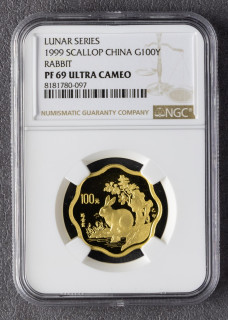 LUNAR SERIES
1999 SCALLOP CHINA G100Y
RABBIT
PF 69 ULTRA CAMEO
8181780-097
NUMISMATIC GUARANTY COMPANY
NGC
100元